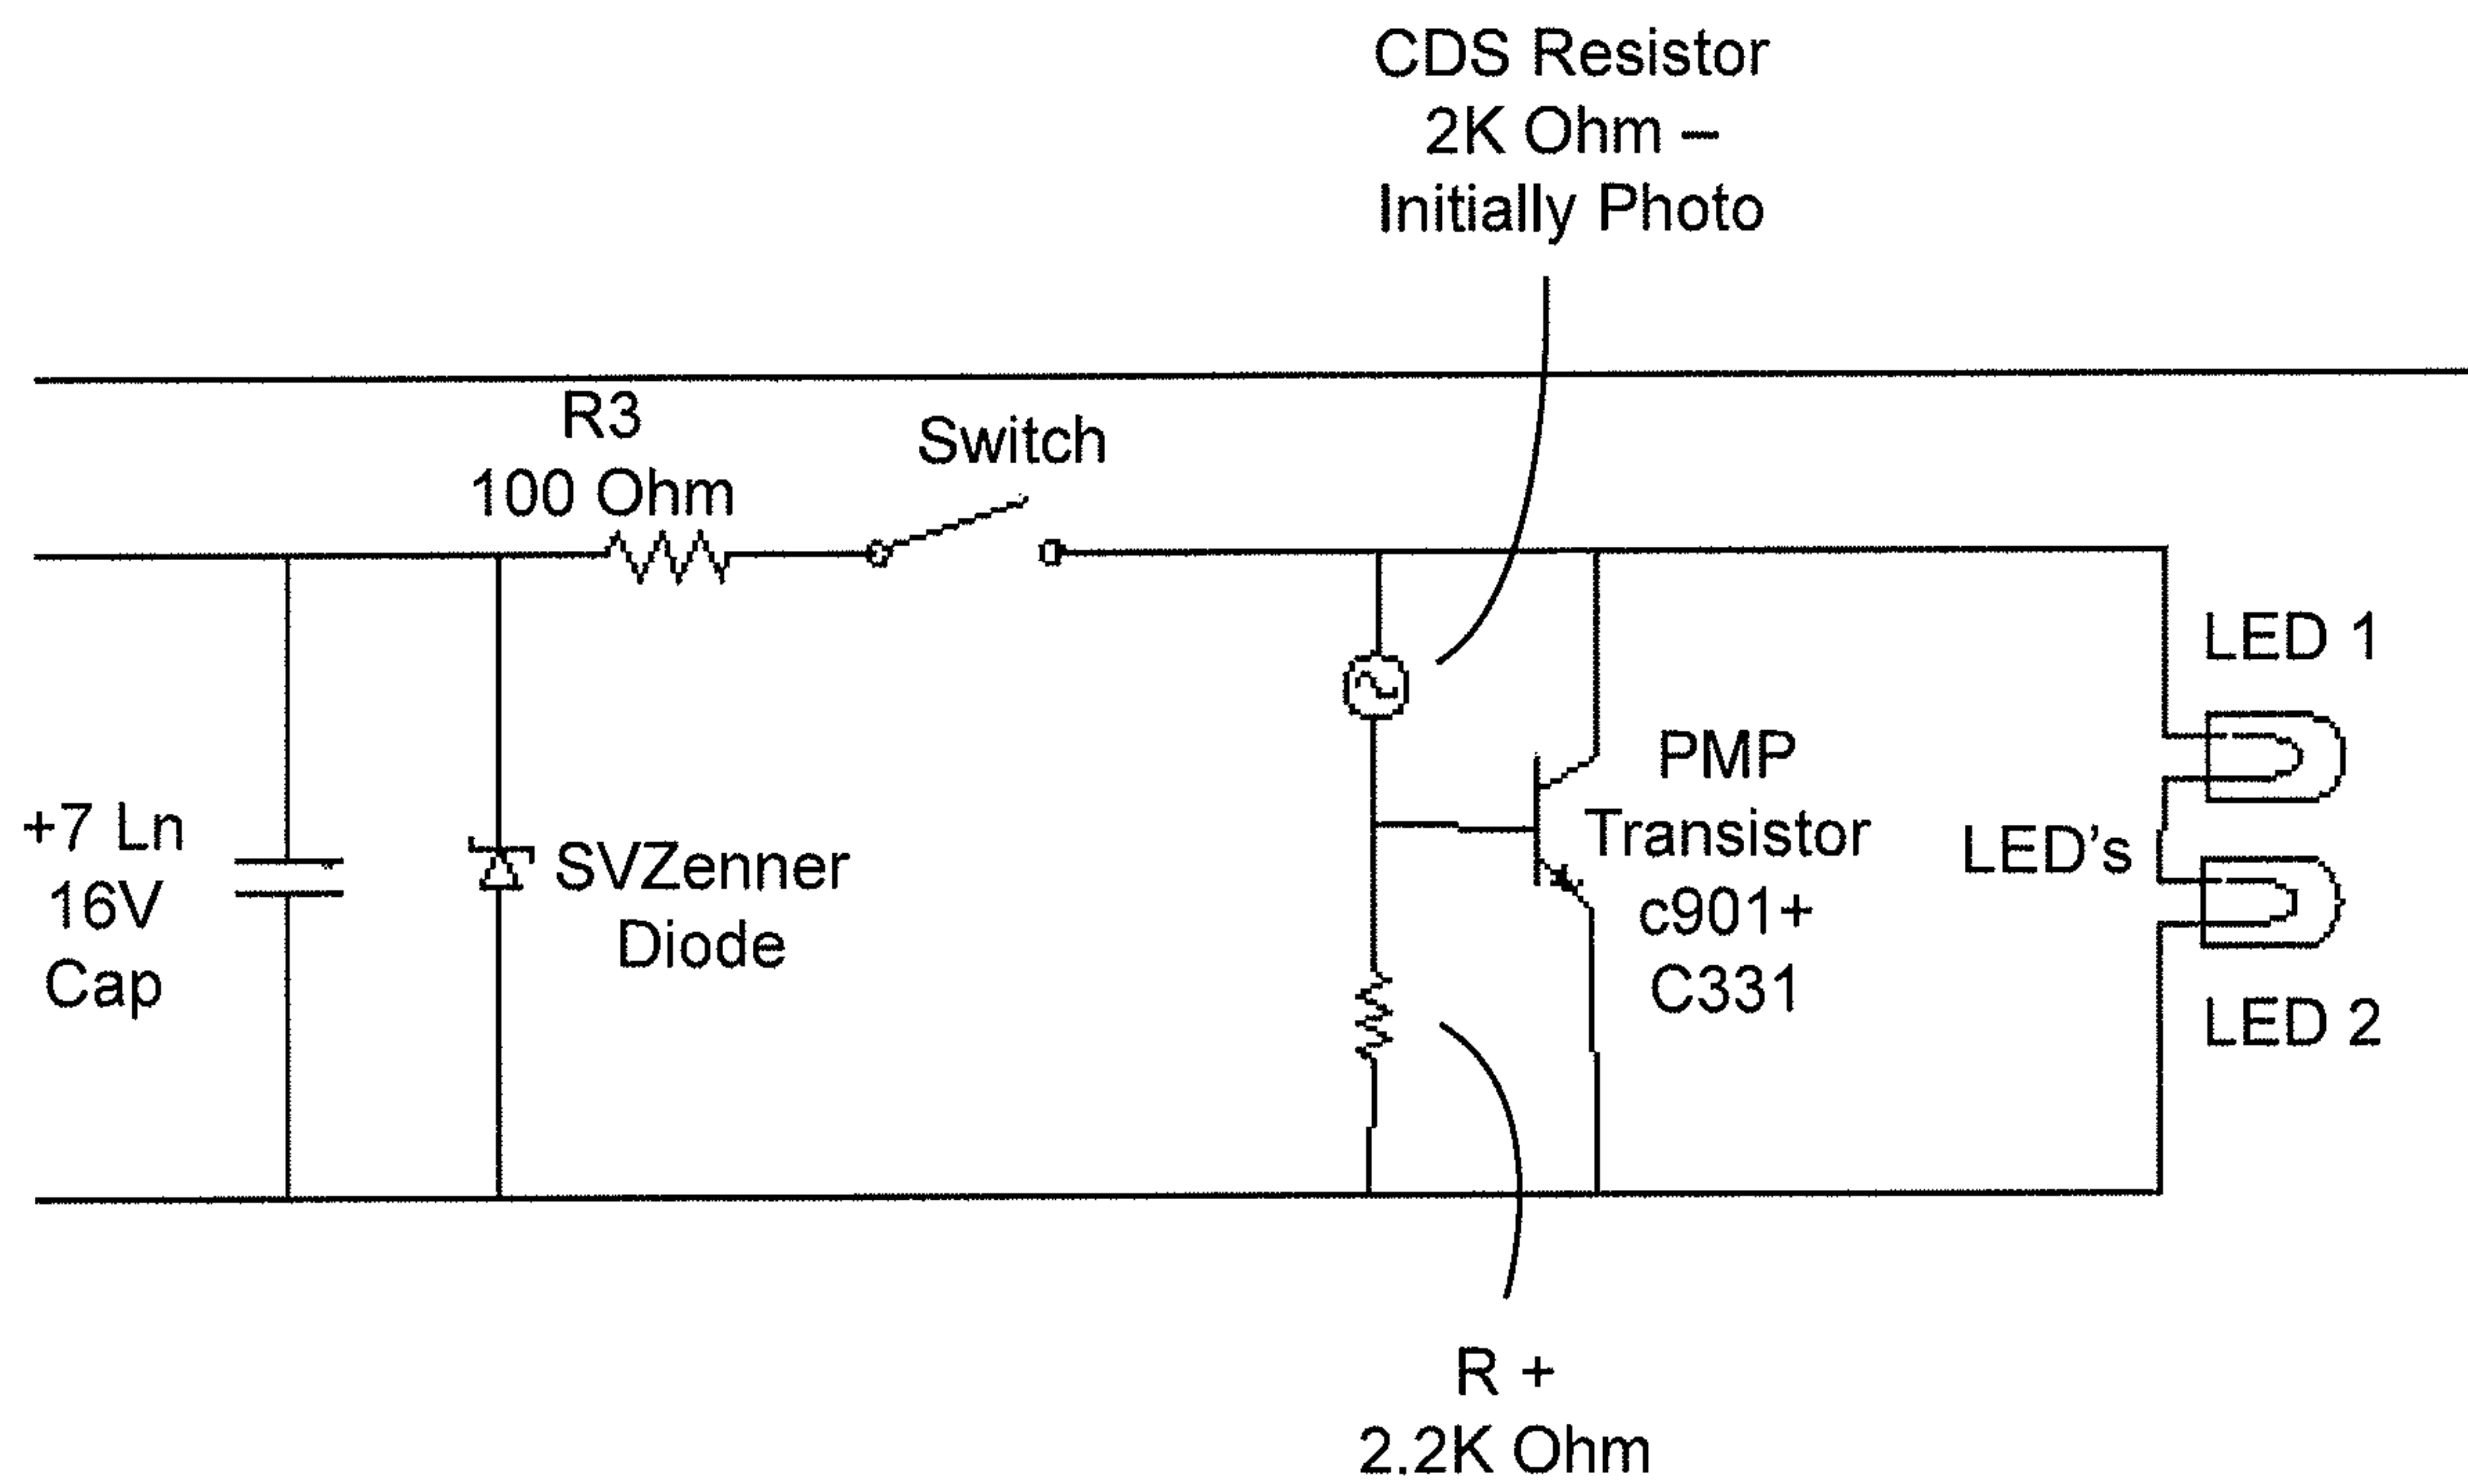 CDS Resistor
2K Ohm –
Initially Photo
R3
100 Ohm
Switch
LED 1
+7 Ln
16V
Cap
SVZenner
Diode
PMP
Transistor
c901+
C331
LED's
LED 2
R +
2.2K Ohm